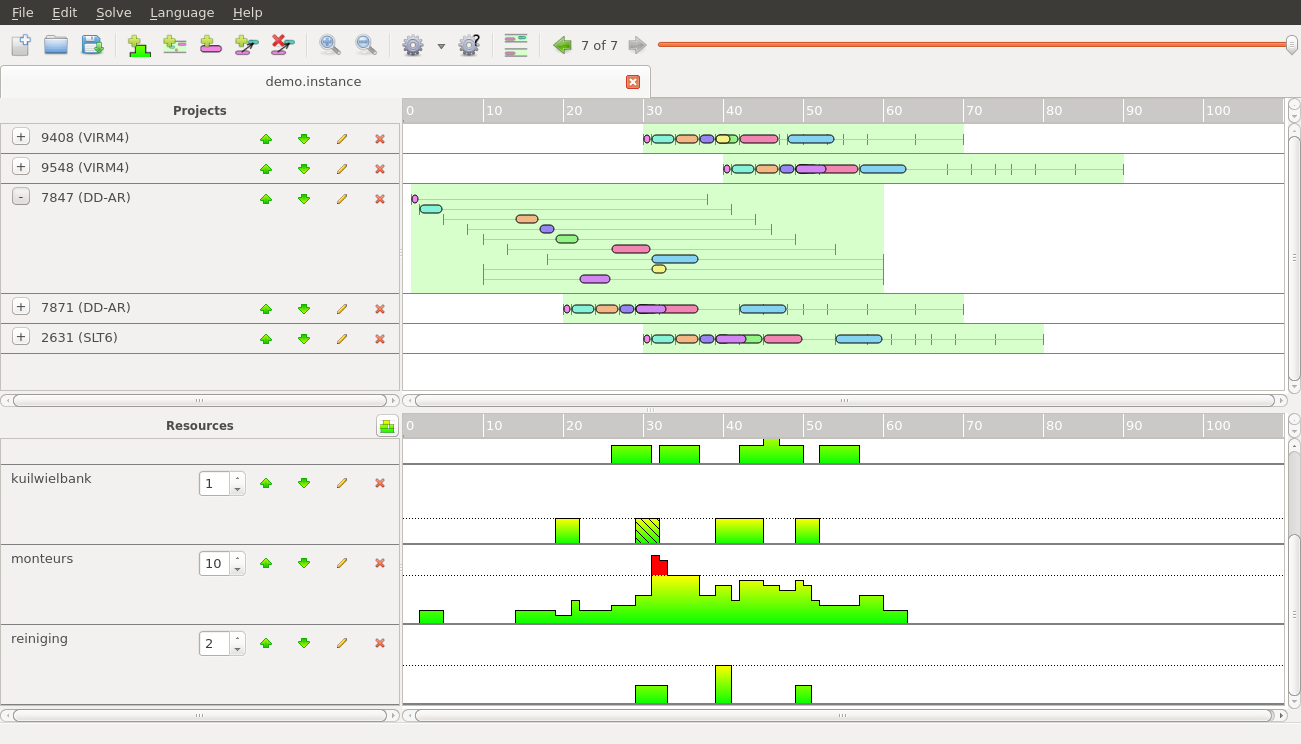 File Edit Solve Language Help
7 of 7
demo.instance
Projects 0 10 20 30 40 50 60 70 80 90 100
+ 9408 (VIRM4)
+ 9548 (VIRM4)
- 7847 (DD-AR)
+ 7871 (DD-AR)
+ 2631 (SLT6)
Resources 0 10 20 30 40 50 60 70 80 90 100
kuilwielbank 1
monteurs 10
reiniging 2